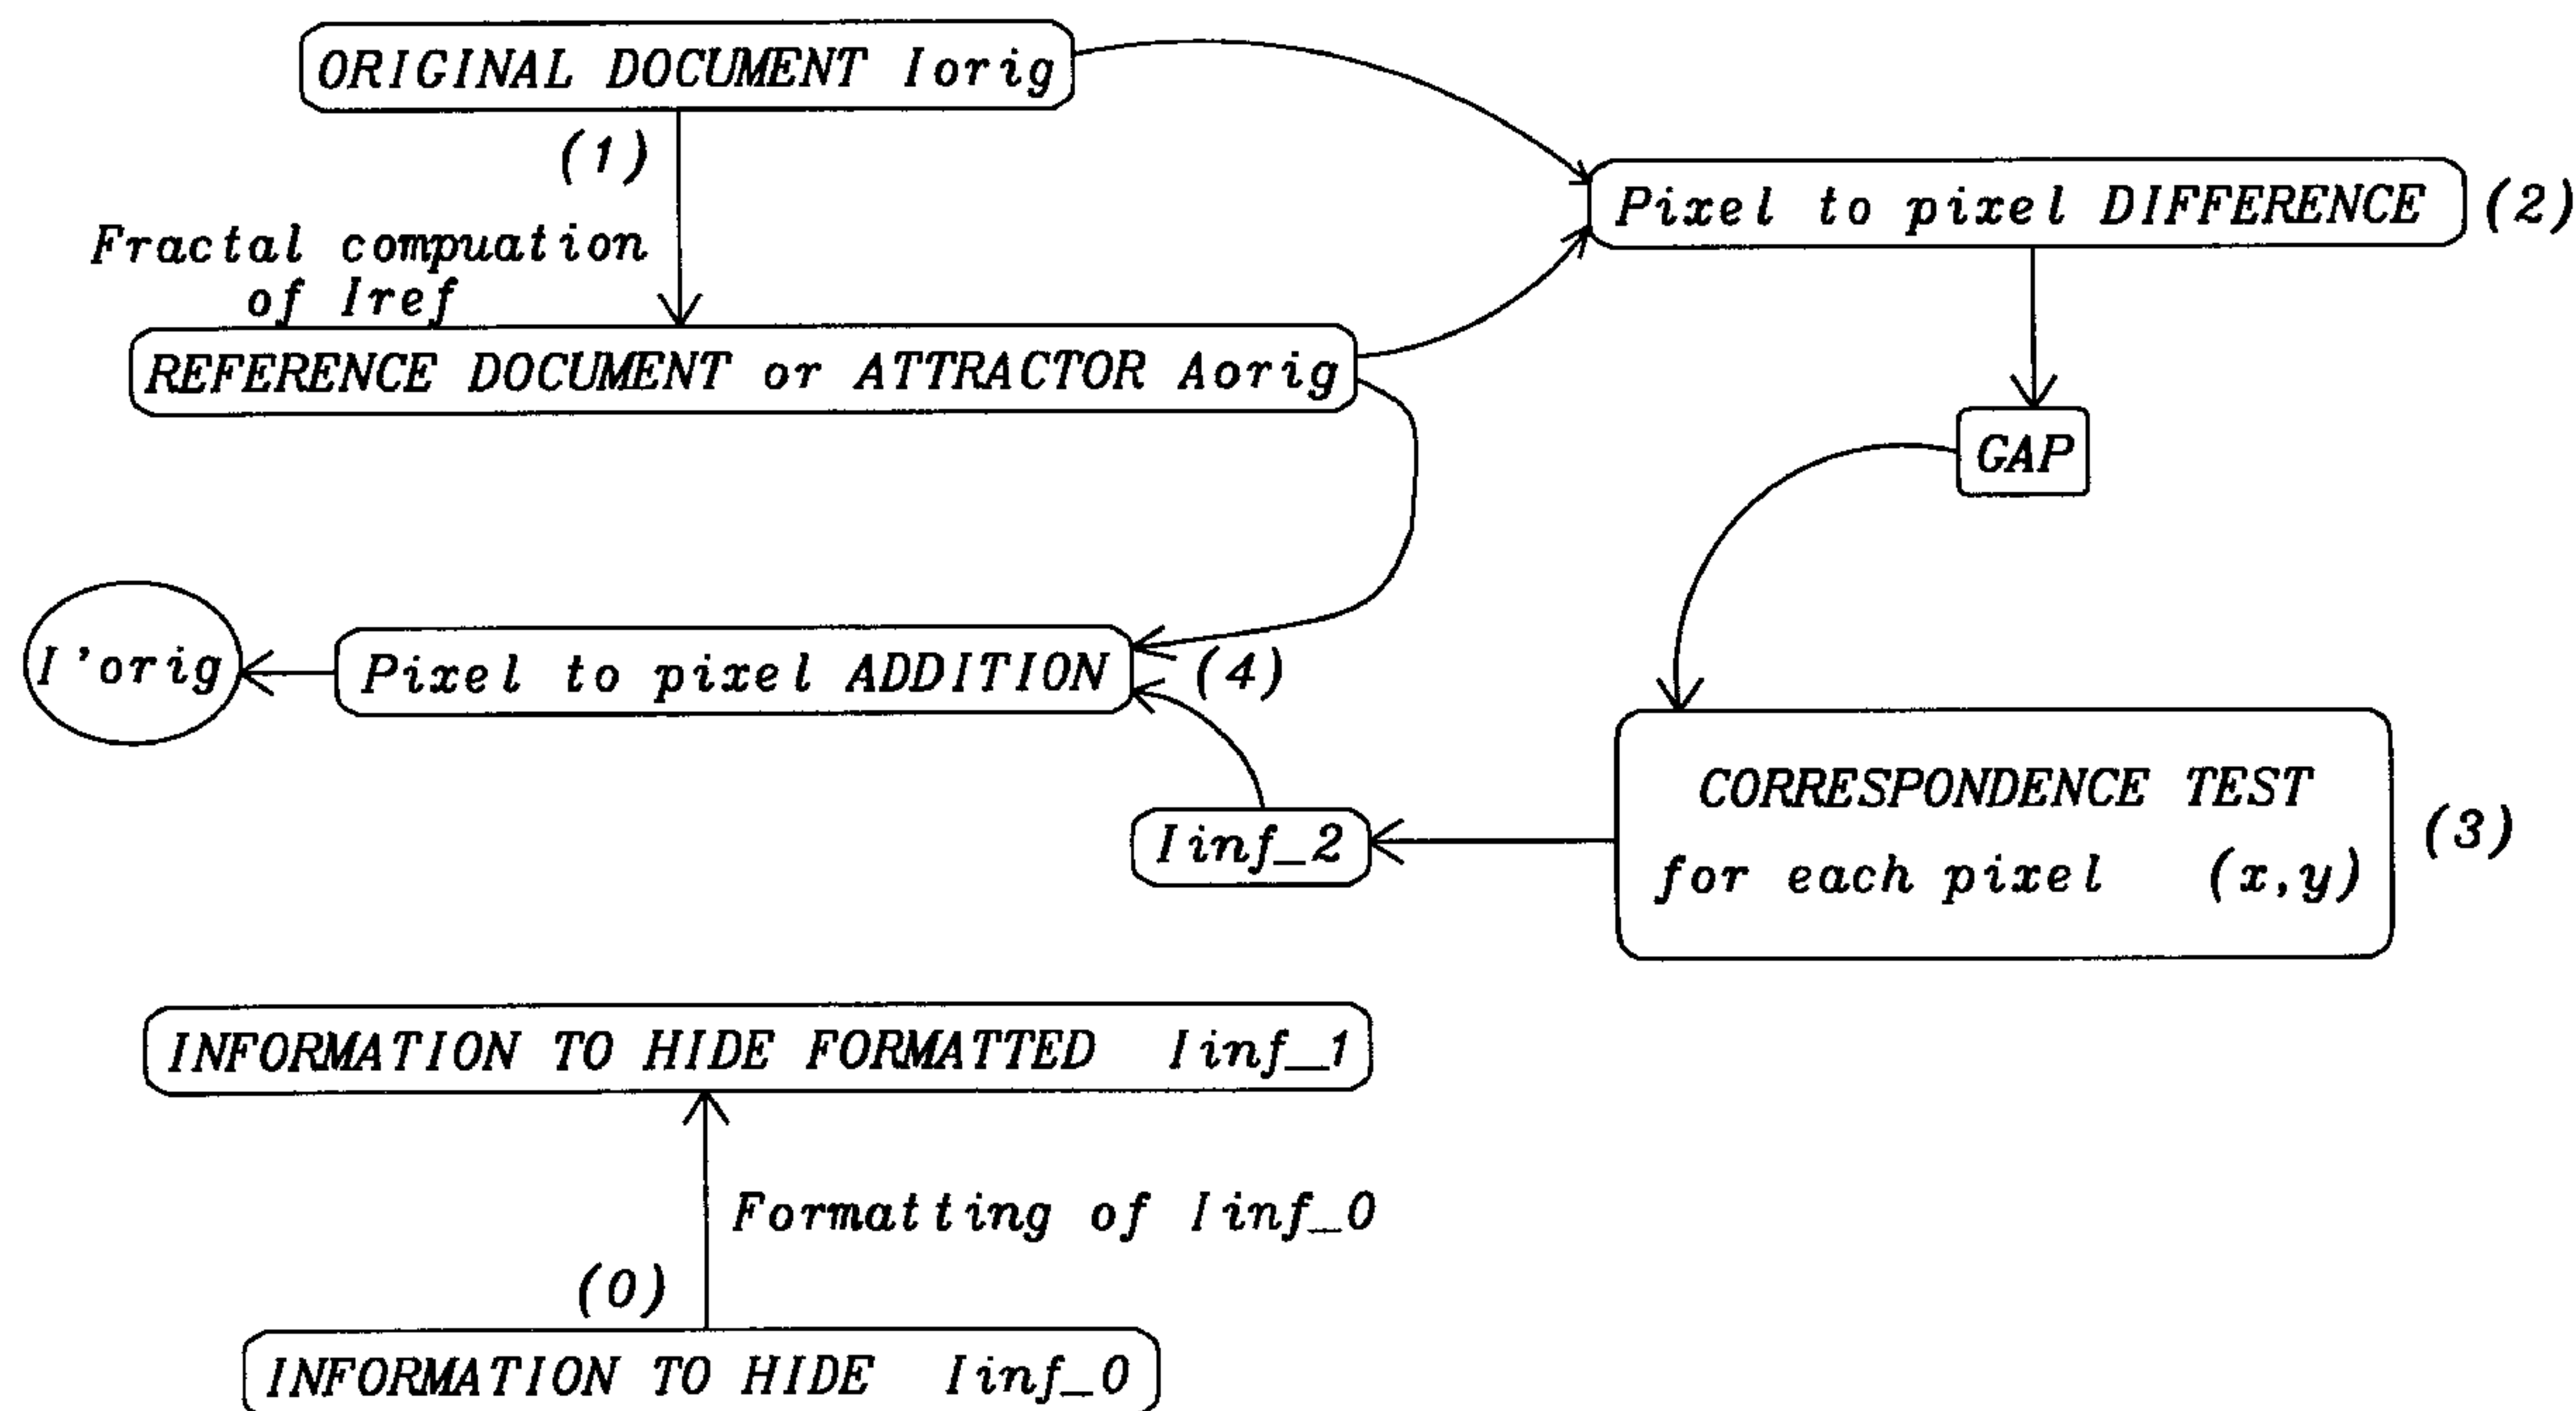 ORIGINAL DOCUMENT Iorig
(1)
Pixel to pixel DIFFERENCE (2)
Fractal compuation
of Iref
REFERENCE DOCUMENT or ATTRACTOR Aorig
GAP
I'orig
Pixel to pixel ADDITION (4)
CORRESPONDENCE TEST
for each pixel (x,y)
(3)
Iinf_2
INFORMATION TO HIDE FORMATTED Iinf_1
Formatting of Iinf_0
(0)
INFORMATION TO HIDE Iinf_0